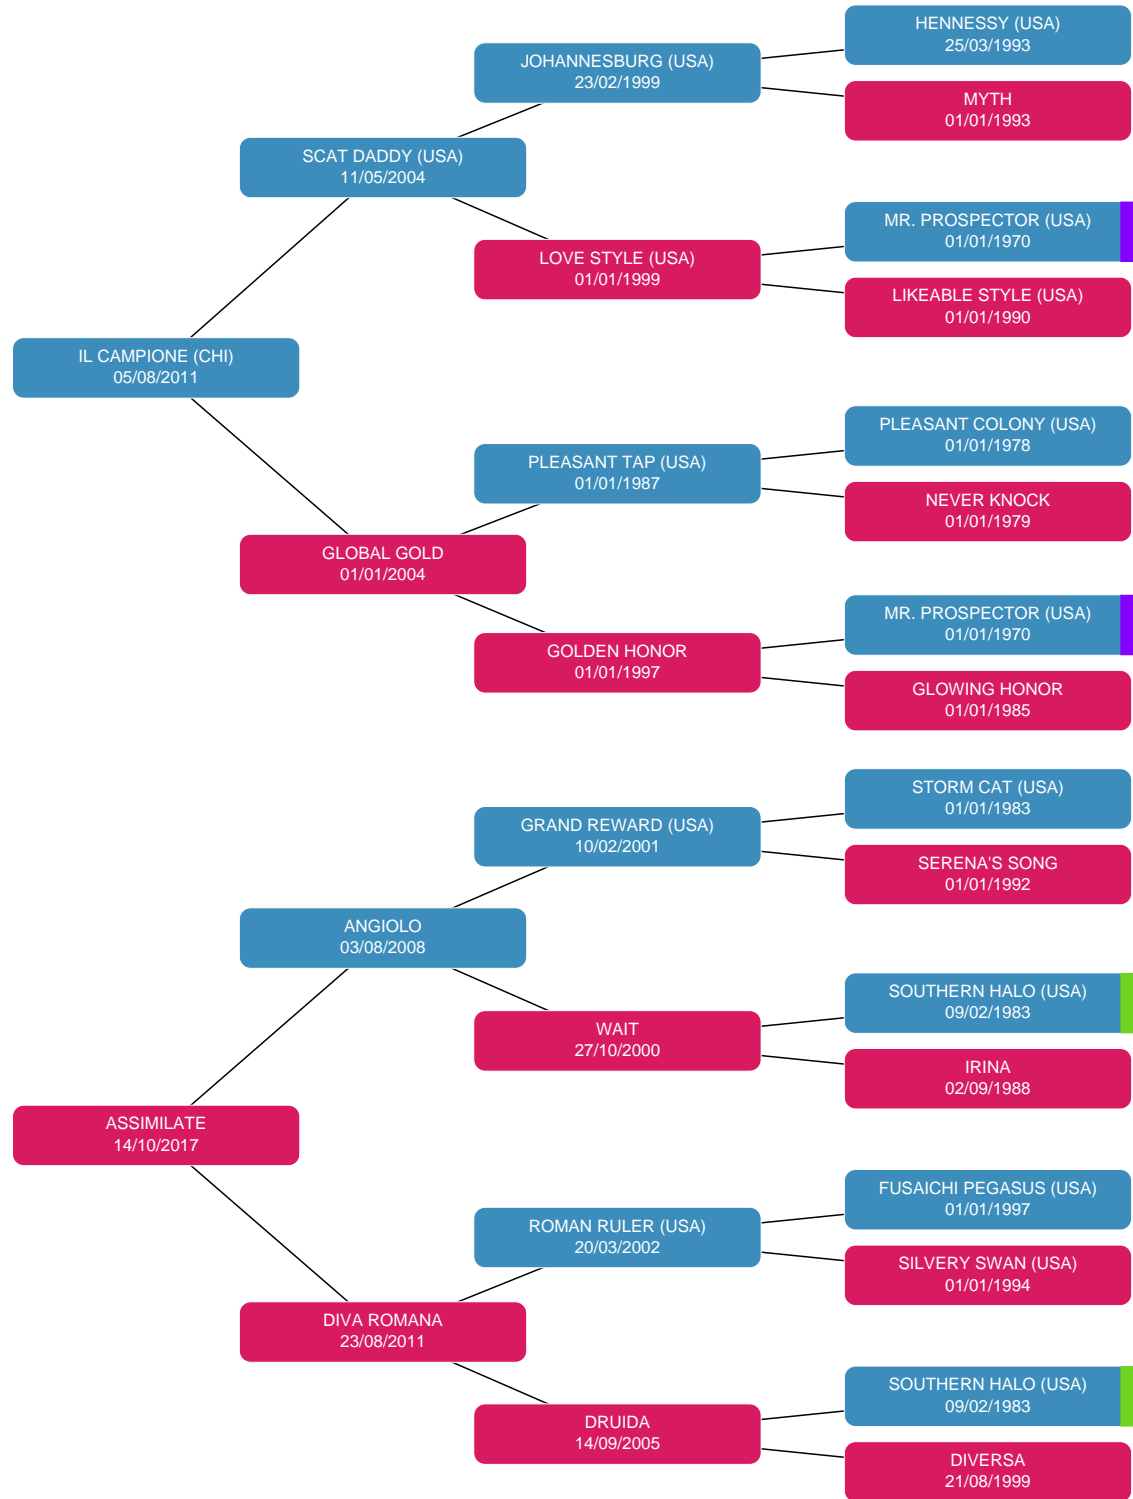 HENNESSY (USA)
25/03/1993
JOHANNESBURG (USA)
23/02/1999
MYTH
01/01/1993
SCAT DADDY (USA)
11/05/2004
MR. PROSPECTOR (USA)
01/01/1970
LOVE STYLE (USA)
01/01/1999
LIKEABLE STYLE (USA)
01/01/1990
IL CAMPIONE (CHI)
05/08/2011
PLEASANT COLONY (USA)
01/01/1978
PLEASANT TAP (USA)
01/01/1987
NEVER KNOCK
01/01/1979
GLOBAL GOLD
01/01/2004
MR. PROSPECTOR (USA)
01/01/1970
GOLDEN HONOR
01/01/1997
GLOWING HONOR
01/01/1985
STORM CAT (USA)
01/01/1983
GRAND REWARD (USA)
10/02/2001
SERENA'S SONG
01/01/1992
ANGIOLO
03/08/2008
SOUTHERN HALO (USA)
09/02/1983
WAIT
27/10/2000
IRINA
02/09/1988
ASSIMILATE
14/10/2017
FUSAICHI PEGASUS (USA)
01/01/1997
ROMAN RULER (USA)
20/03/2002
SILVERY SWAN (USA)
01/01/1994
DIVA ROMANA
23/08/2011
SOUTHERN HALO (USA)
09/02/1983
DRUIDA
14/09/2005
DIVERSA
21/08/1999